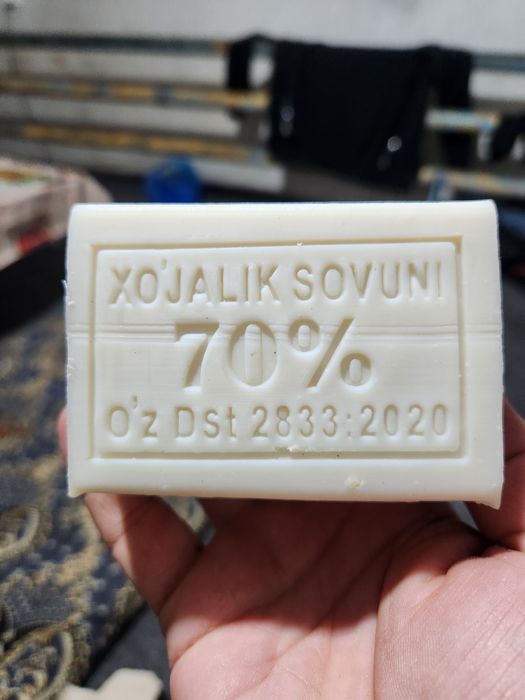 XO'JALIK SOVUNI
70%
O'z DSt 2833:2020